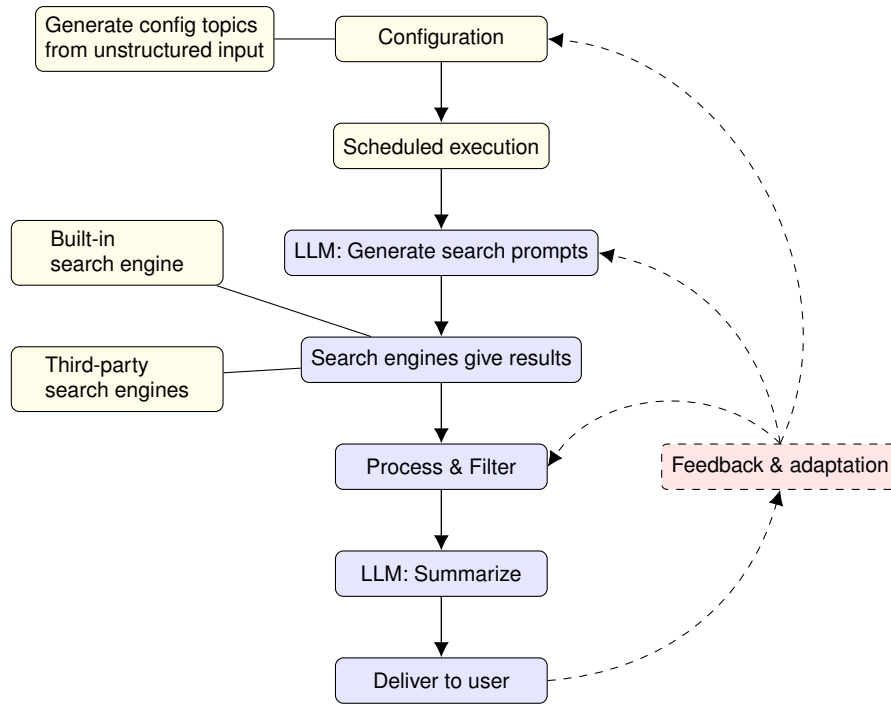 Generate config topics
from unstructured input
Configuration
Scheduled execution
LLM: Generate search prompts
Built-in
search engine
Search engines give results
Third-party
search engines
Process & Filter
Feedback & adaptation
LLM: Summarize
Deliver to user